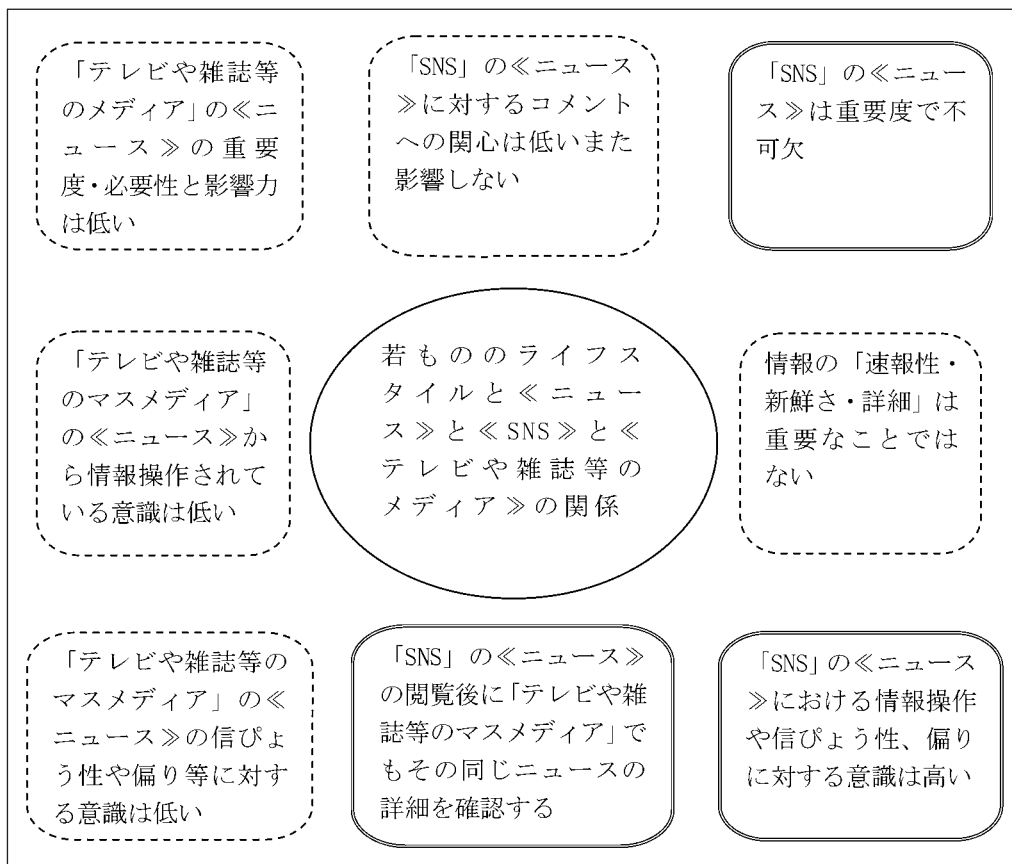 「テレビや雑誌等
のメディア」の≪ニ
ュース≫の重要
度・必要性と影響力
は低い
「SNS」の≪ニュース
≫に対するコメント
への関心は低いまた
影響しない
「SNS」の≪ニュー
ス≫は重要度で不
可欠
「テレビや雑誌等
のマスメディア」
の≪ニュース≫か
ら情報操作されて
いる意識は低い
若もののライフス
タイルと≪ニュー
ス≫と≪SNS≫と≪
テレビや雑誌等の
メディア≫の関係
情報の「速報性・
新鮮さ・詳細」は
重要なことでは
ない
「テレビや雑誌等の
マスメディア」の≪
ニュース≫の信ぴょ
う性や偏り等に対す
る意識は低い
「SNS」の≪ニュース≫
の閲覧後に「テレビや雑
誌等のマスメディア」で
もその同じニュースの
詳細を確認する
「SNS」の≪ニュース
≫における情報操作
や信ぴょう性、偏り
に対する意識は高い